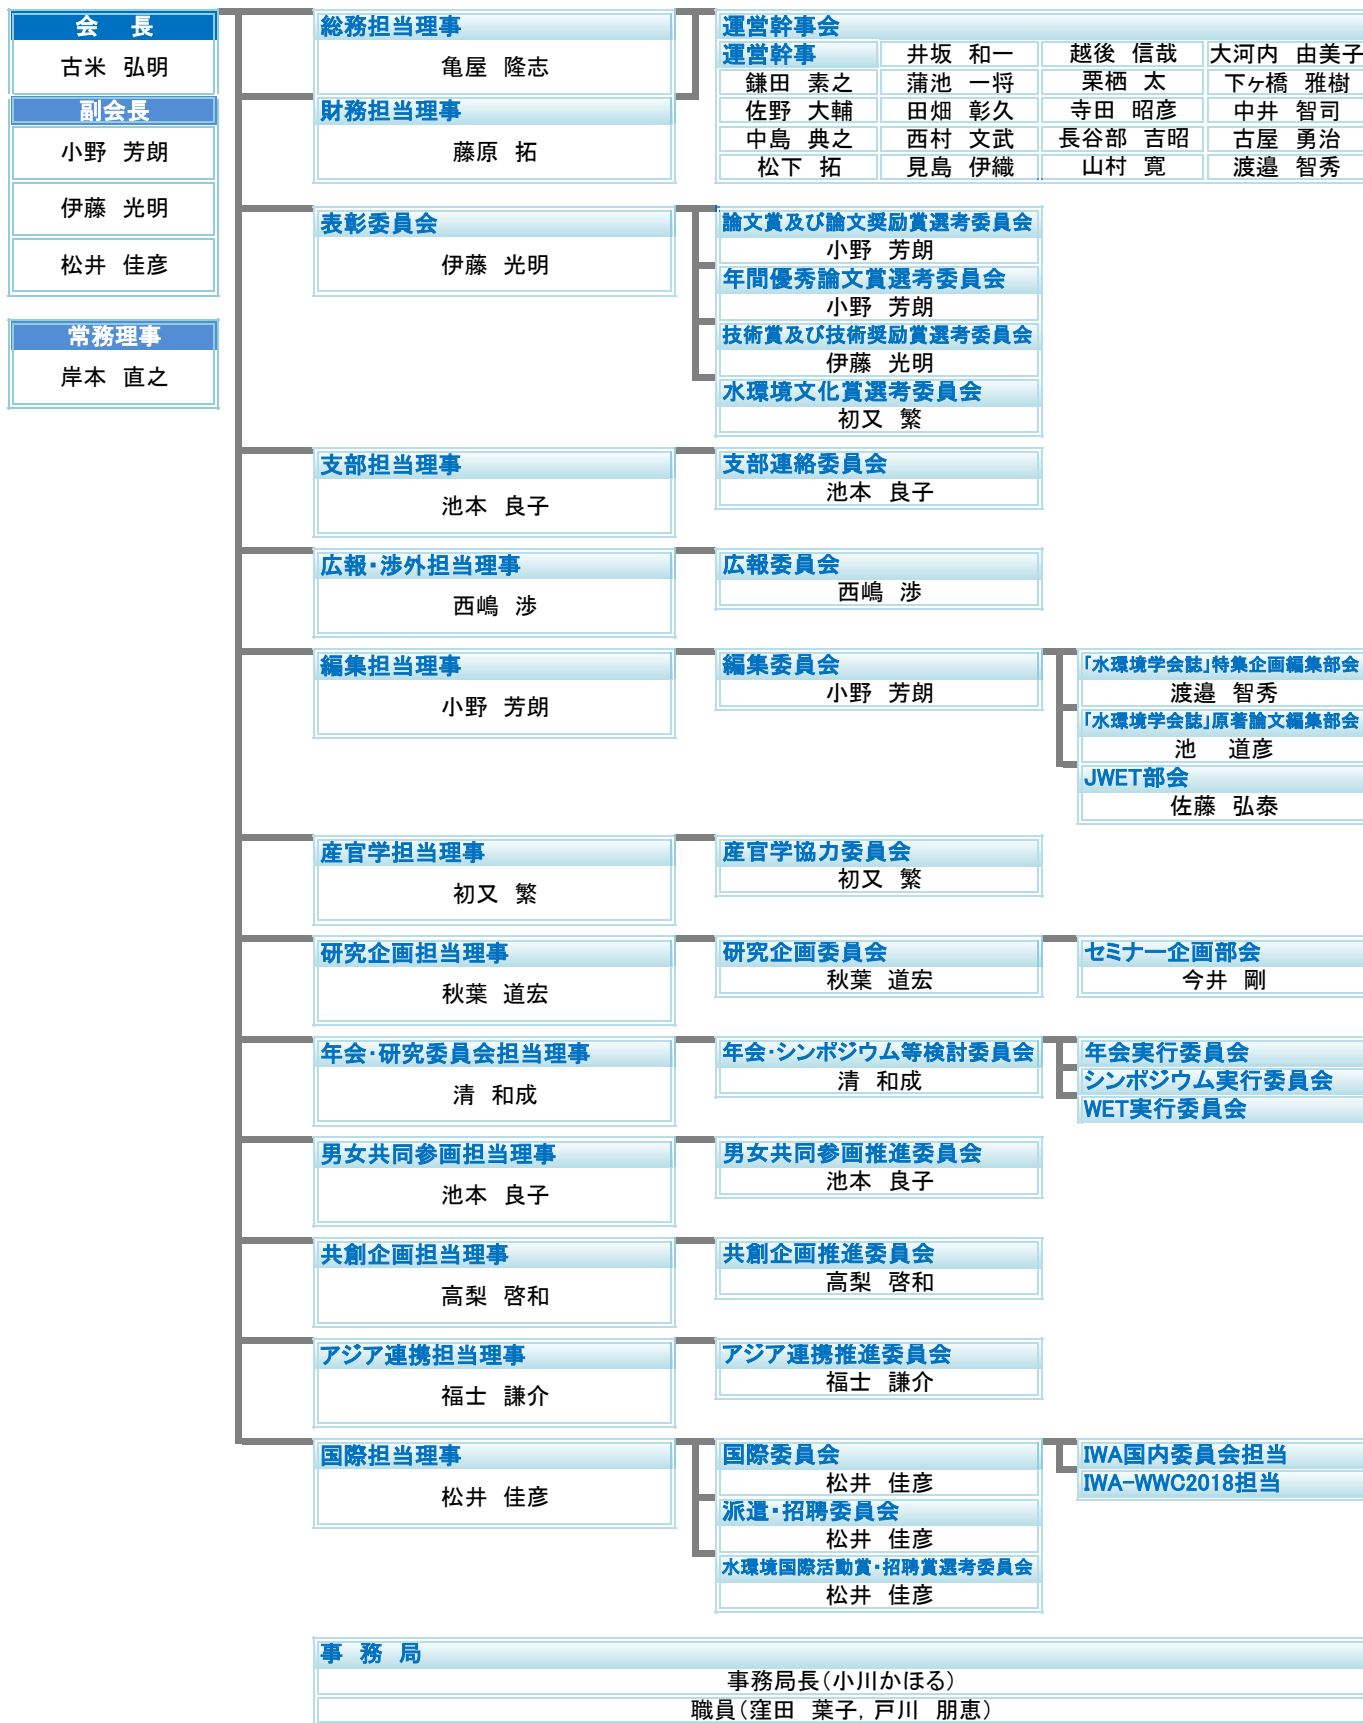 会　長
古米　弘明
副会長
小野　芳朗
伊藤　光明
松井　佳彦
常務理事
岸本　直之
総務担当理事
亀屋　隆志
財務担当理事
藤原　拓
運営幹事会
運営幹事　井坂　和一　越後　信哉　大河内　由美子
鎌田　素之　蒲池　一将　栗栖　太　下ヶ橋　雅樹
佐野　大輔　田畑　彰久　寺田　昭彦　中井　智司
中島　典之　西村　文武　長谷部　吉昭　古屋　勇治
松下　拓　見島　伊織　山村　寛　渡邉　智秀
表彰委員会
伊藤　光明
論文賞及び論文奨励賞選考委員会
小野　芳朗
年間優秀論文賞選考委員会
小野　芳朗
技術賞及び技術奨励賞選考委員会
伊藤　光明
水環境文化賞選考委員会
初又　繁
支部担当理事
池本　良子
支部連絡委員会
池本　良子
広報・渉外担当理事
西嶋　渉
広報委員会
西嶋　渉
編集担当理事
小野　芳朗
編集委員会
小野　芳朗
「水環境学会誌」特集企画編集部会
渡邉　智秀
「水環境学会誌」原著論文編集部会
池　道彦
JWET部会
佐藤　弘泰
産官学担当理事
初又　繁
産官学協力委員会
初又　繁
研究企画担当理事
秋葉　道宏
研究企画委員会
秋葉　道宏
セミナー企画部会
今井　剛
年会・研究委員会担当理事
清　和成
年会・シンポジウム等検討委員会
清　和成
年会実行委員会
シンポジウム実行委員会
WET実行委員会
男女共同参画担当理事
池本　良子
男女共同参画推進委員会
池本　良子
共創企画担当理事
高梨　啓和
共創企画推進委員会
高梨　啓和
アジア連携担当理事
福士　謙介
アジア連携推進委員会
福士　謙介
国際担当理事
松井　佳彦
国際委員会
松井　佳彦
派遣・招聘委員会
松井　佳彦
水環境国際活動賞・招聘賞選考委員会
松井　佳彦
IWA国内委員会担当
IWA-WWC2018担当
事　務　局
事務局長（小川かほる）
職員（窪田　葉子, 戸川　朋恵）